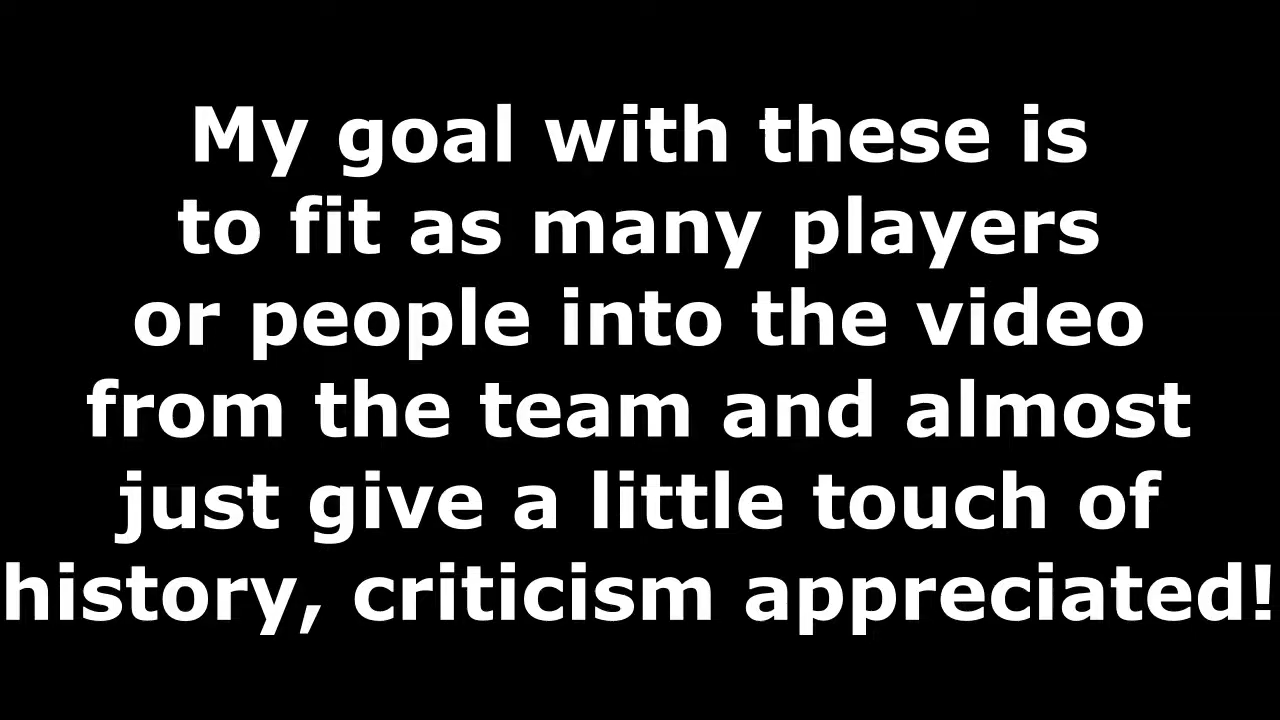 My goal with these is
to fit as many players
or people into the video
from the team and almost
just give a little touch of
history, criticism appreciated!